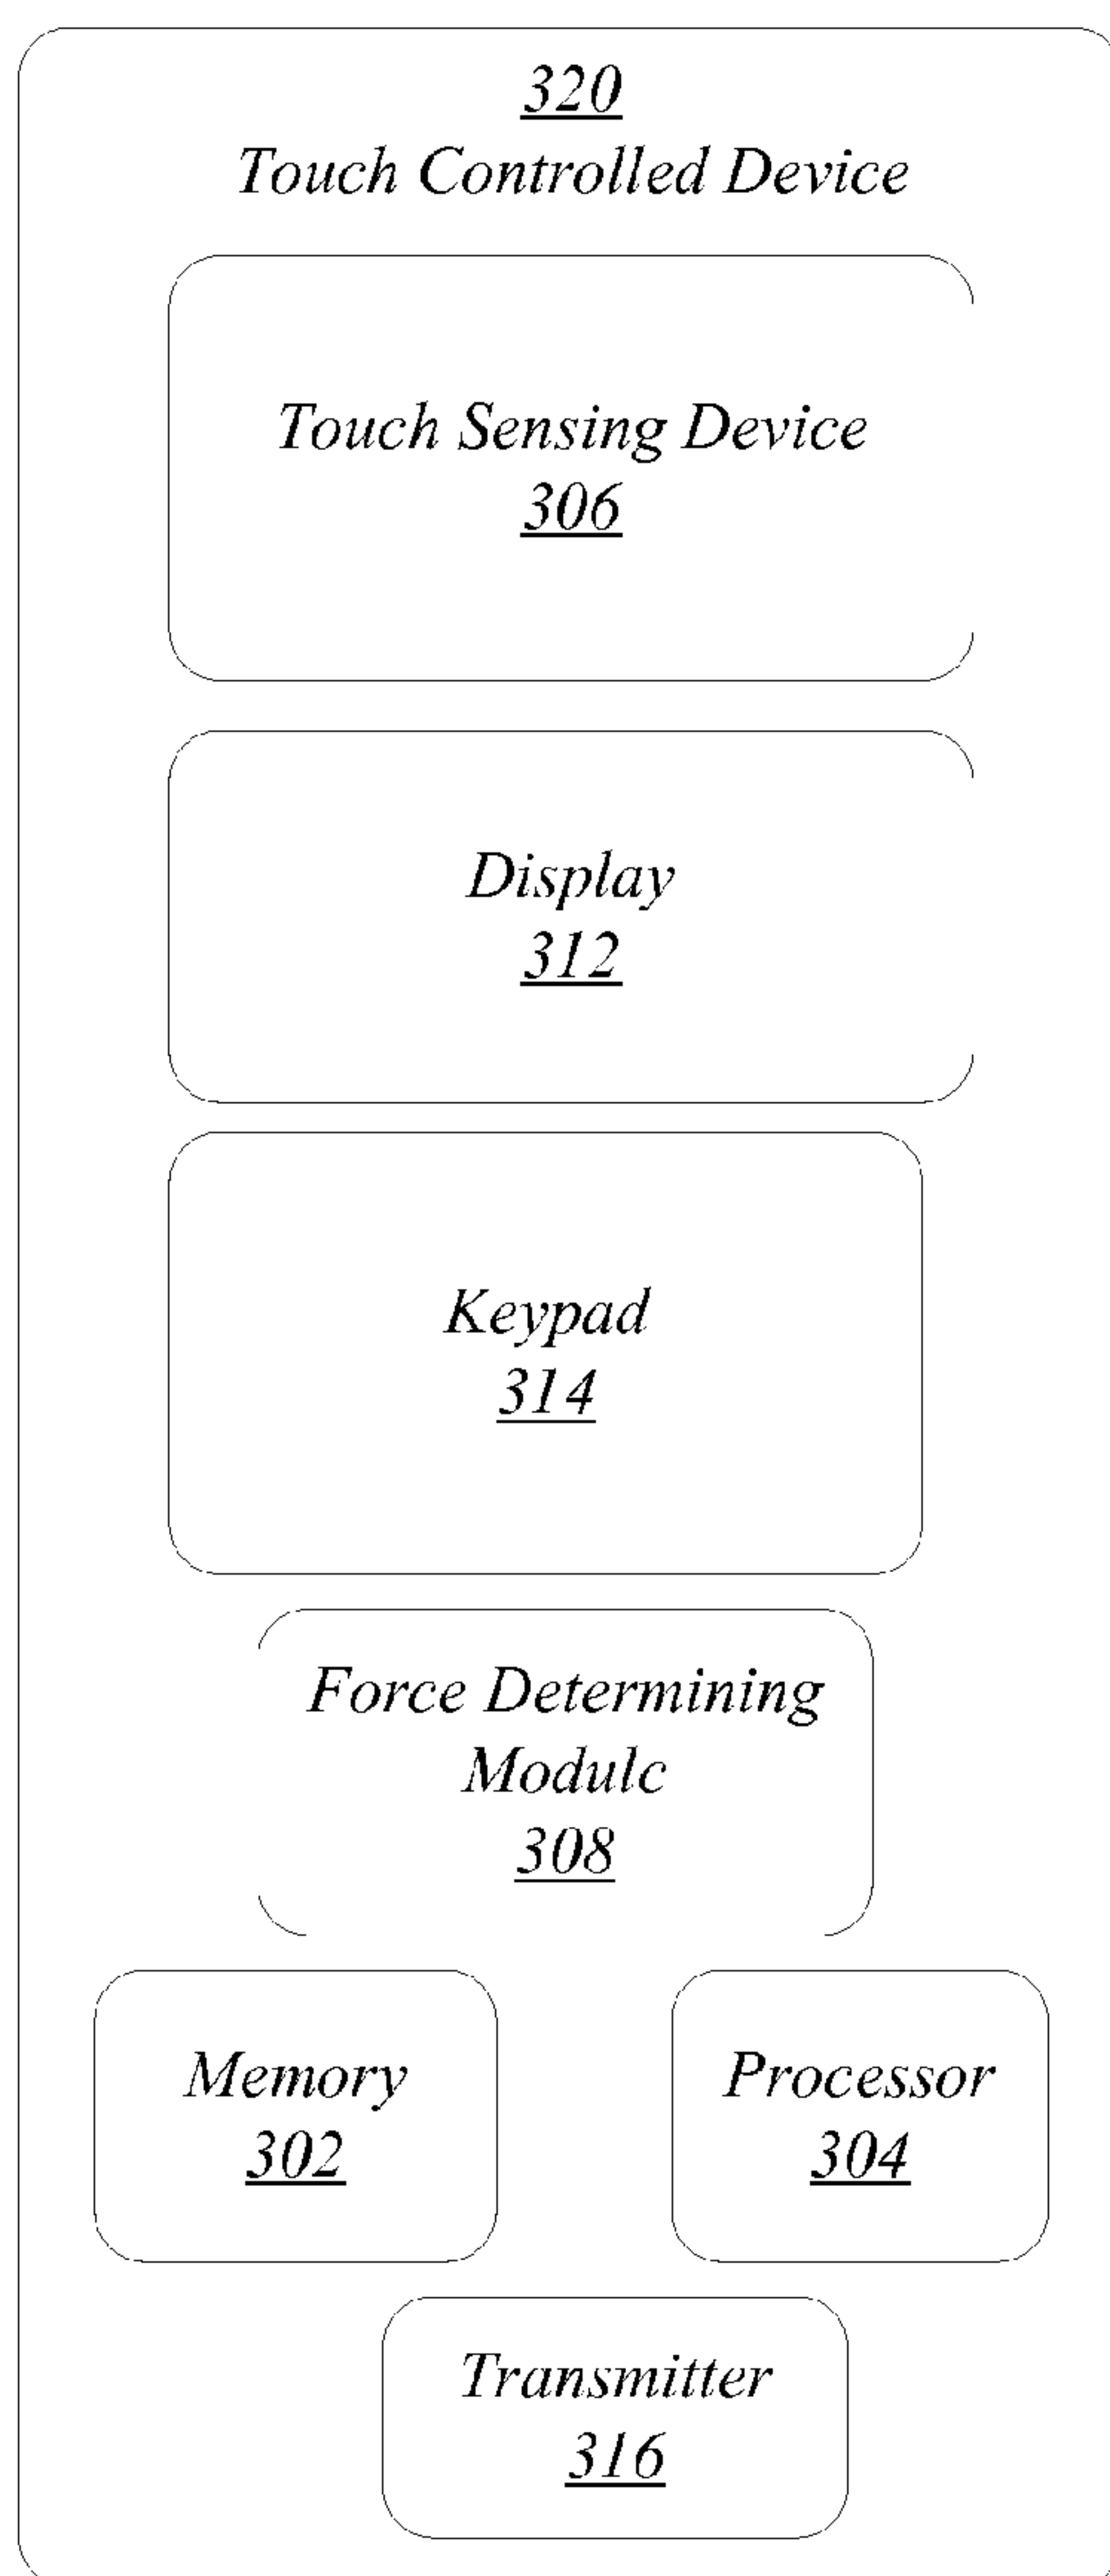 320
Touch Controlled Device
Touch Sensing Device
306
Display
312
Keypad
314
Force Determining
Modulc
308
Memory
302
Processor
304
Transmitter
316